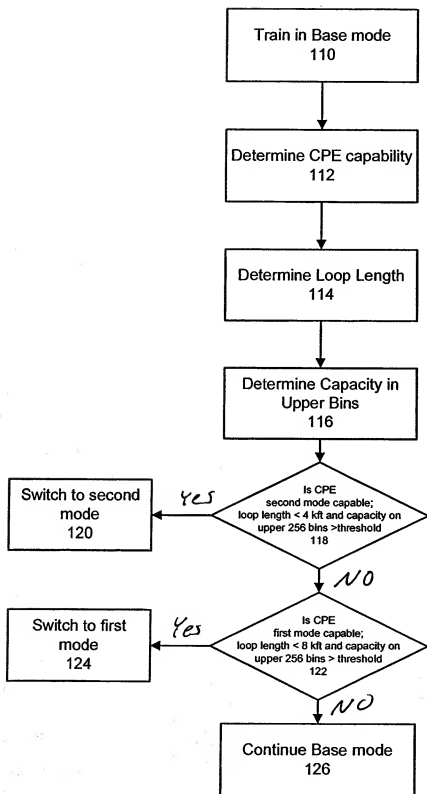 Train in Base mode
110
Determine CPE capability
112
Determine Loop Length
114
Determine Capacity in
Upper Bins
116
Is CPE
second mode capable;
loop length < 4 kft and capacity on
upper 256 bins >threshold
118
Yes
Switch to second
mode
120
NO
Is CPE
first mode capable;
loop length < 8 kft and capacity on
upper 256 bins > threshold
122
Yes
Switch to first
mode
124
NO
Continue Base mode
126